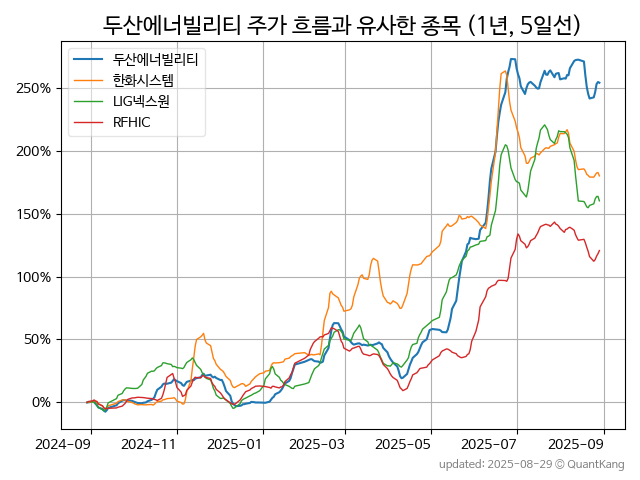 두산에너빌리티 주가 흐름과 유사한 종목 (1년, 5일선)
두산에너빌리티
한화시스템
LIG넥스원
RFHIC
250%
200%
150%
100%
50%
0%
2024-09 2024-11 2025-01 2025-03 2025-05 2025-07 2025-09
updated: 2025-08-29 © QuantKang